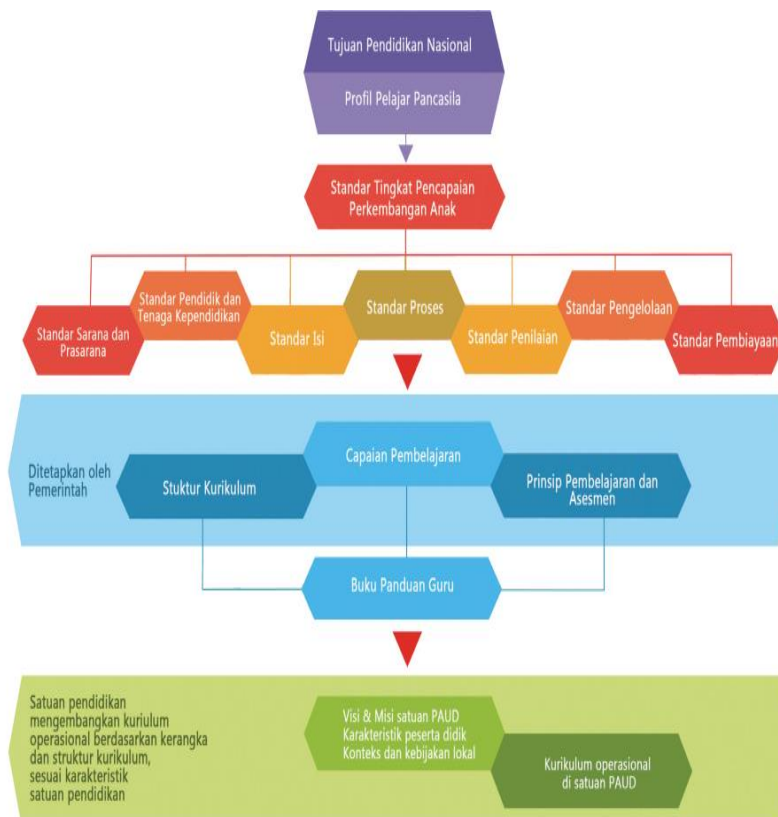 Tujuan Pendidikan Nasional
Profil Pelajar Pancasila
Standar Tingkat Pencapaian
Perkembangan Anak
Standar Sarana dan
Prasarana
Standar Pendidik dan
Tenaga Kependidikan
Standar Isi
Standar Proses
Standar Penilaian
Standar Pengelolaan
Standar Pembiayaan
Ditetapkan oleh
Pemerintah
Stuktur Kurikulum
Capaian Pembelajaran
Prinsip Pembelajaran dan
Asesmen
Buku Panduan Guru
Satuan pendidikan
mengembangkan kuriulum
operasional berdasarkan kerangka
dan struktur kurikulum,
sesuai karakteristik
satuan pendidikan
Visi & Misi satuan PAUD
Karakteristik peserta didik
Konteks dan kebijakan lokal
Kurikulum operasional
di satuan PAUD